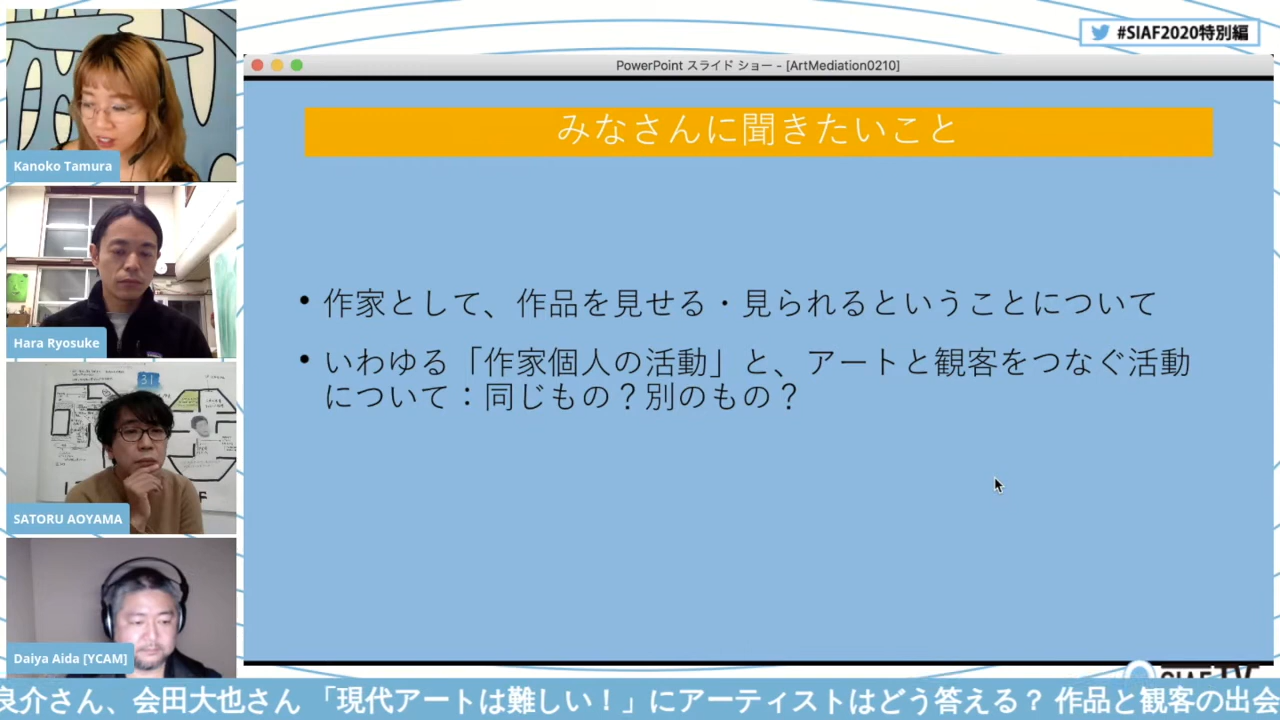 #SIAF2020特別編
PowerPoint スライド ショー - [ArtMediation0210]
みなさんに聞きたいこと
• 作家として、作品を見せる・見られるということについて
• いわゆる「作家個人の活動」と、アートと観客をつなぐ活動
について：同じもの？別のもの？
Kanoko Tamura
Hara Ryosuke
31
SATORU AOYAMA
Daiya Aida [YCAM]
良介さん、会田大也さん 「現代アートは難しい！」にアーティストはどう答える？ 作品と観客の出会